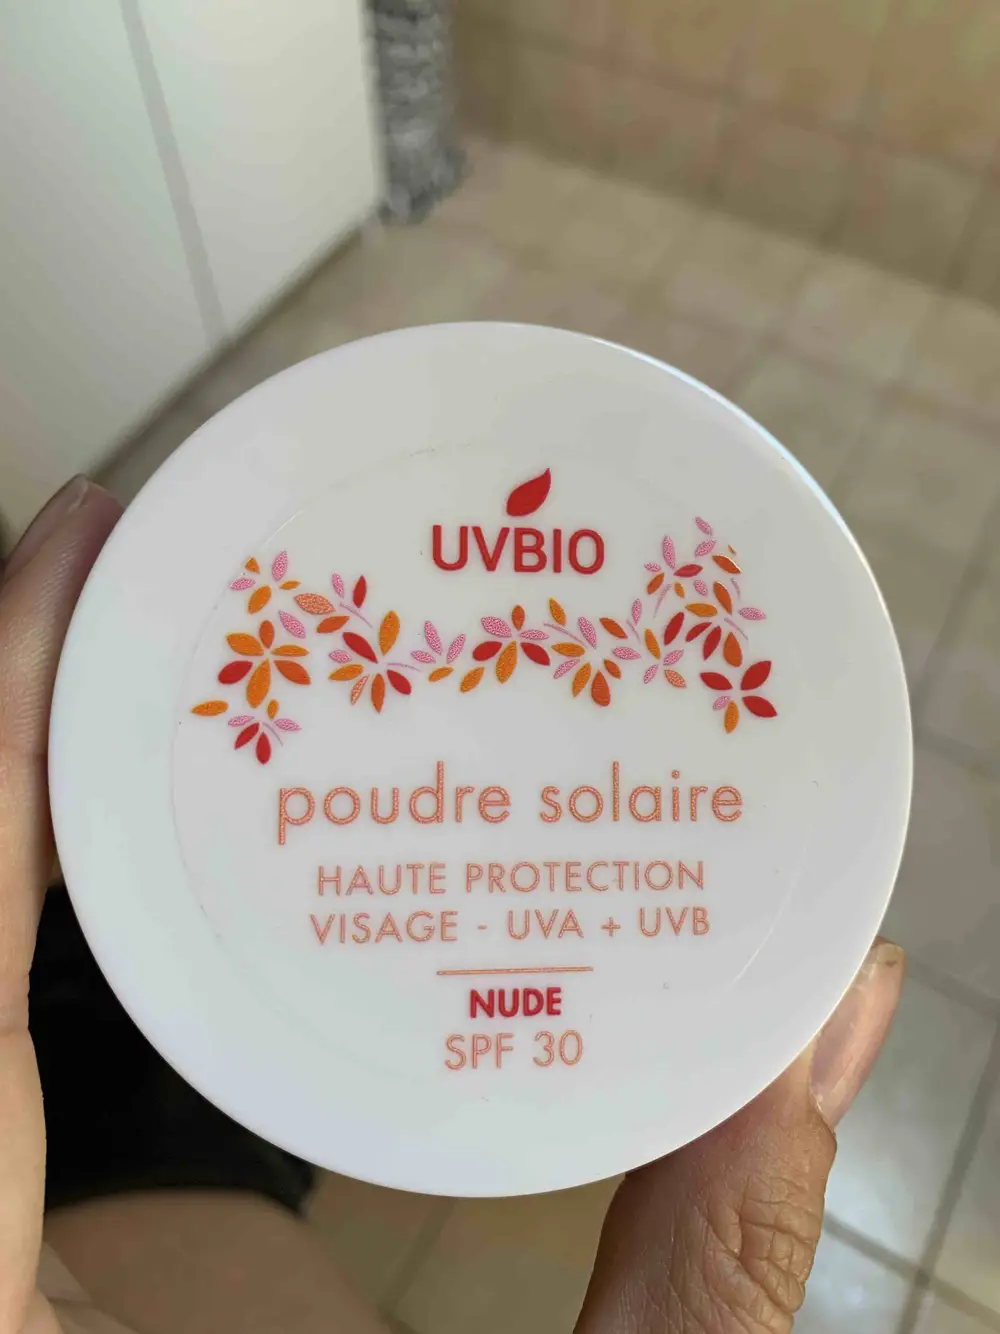 UVBIO
poudre solaire
HAUTE PROTECTION
VISAGE - UVA + UVB
NUDE
SPF 30